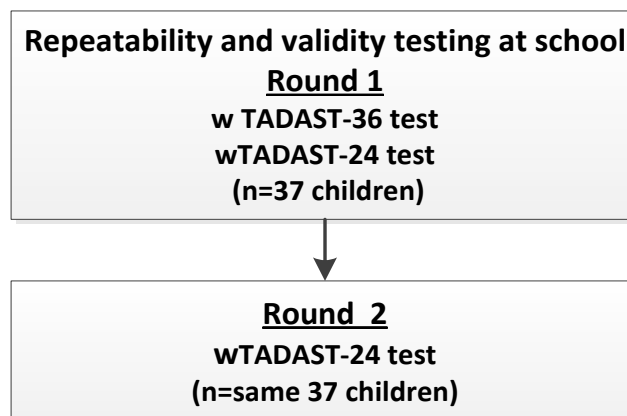 Repeatability and validity testing at school
Round 1
w TADAST-36 test
wTADAST-24 test
(n=37 children)
Round 2
wTADAST-24 test
(n=same 37 children)